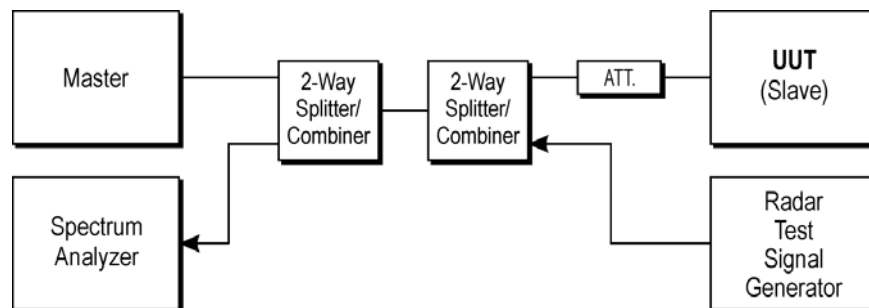 Master
2-Way
Splitter/
Combiner
2-Way
Splitter/
Combiner
ATT.
UUT
(Slave)
Spectrum
Analyzer
Radar
Test
Signal
Generator